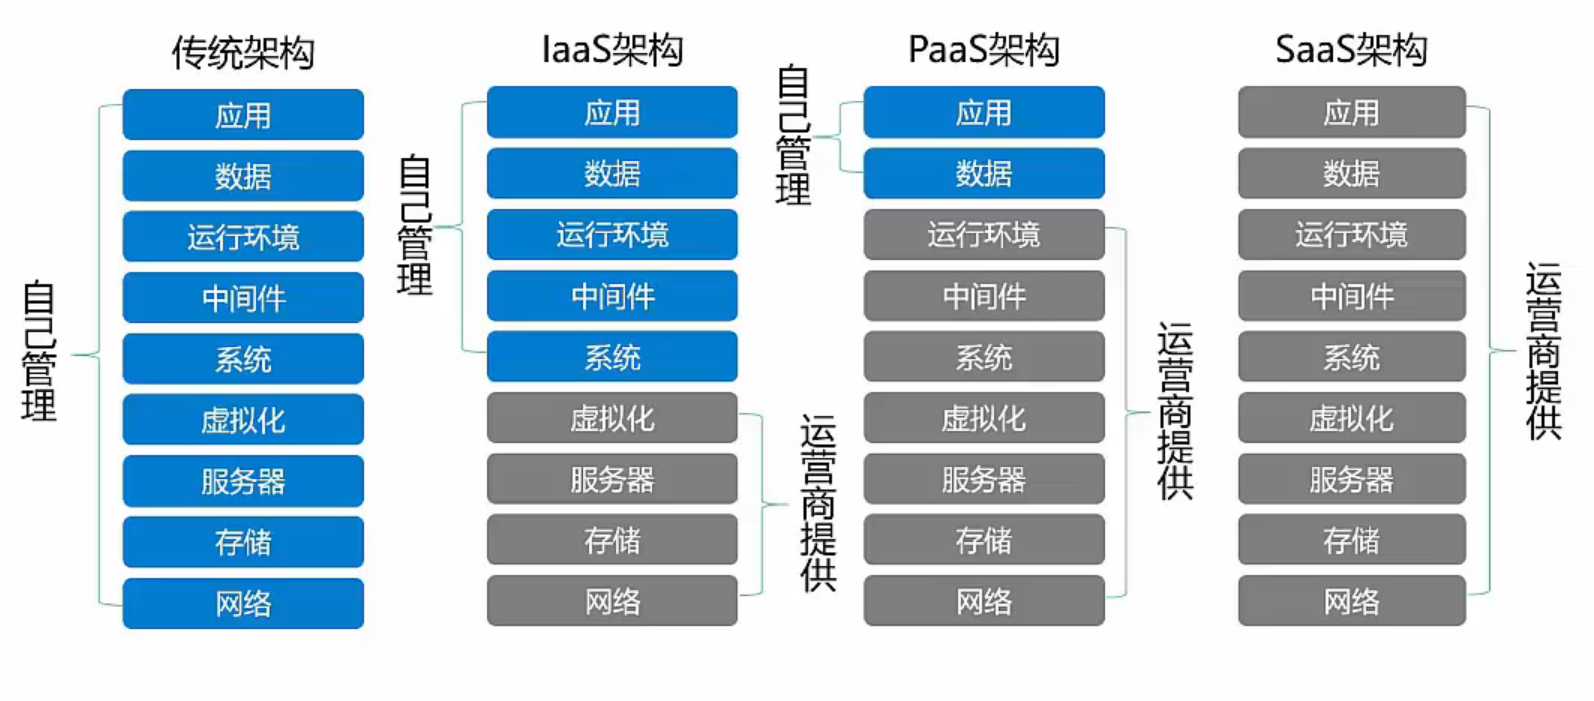 传统架构
自己管理
应用
数据
运行环境
中间件
系统
虚拟化
服务器
存储
网络
IaaS架构
自己管理
应用
数据
运行环境
中间件
系统
虚拟化
服务器
存储
网络
运营商提供
PaaS架构
自己管理
应用
数据
运行环境
中间件
系统
虚拟化
服务器
存储
网络
运营商提供
SaaS架构
应用
数据
运行环境
中间件
系统
虚拟化
服务器
存储
网络
运营商提供